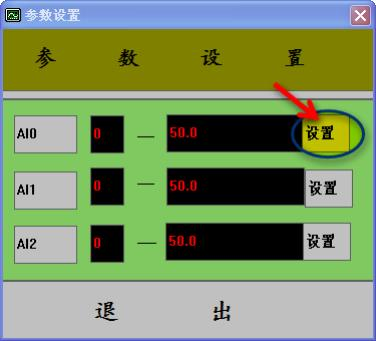 参数设置
参 数 设 置
AI0 0 — 50.0 设置
AI1 0 — 50.0 设置
AI2 0 — 50.0 设置
退 出